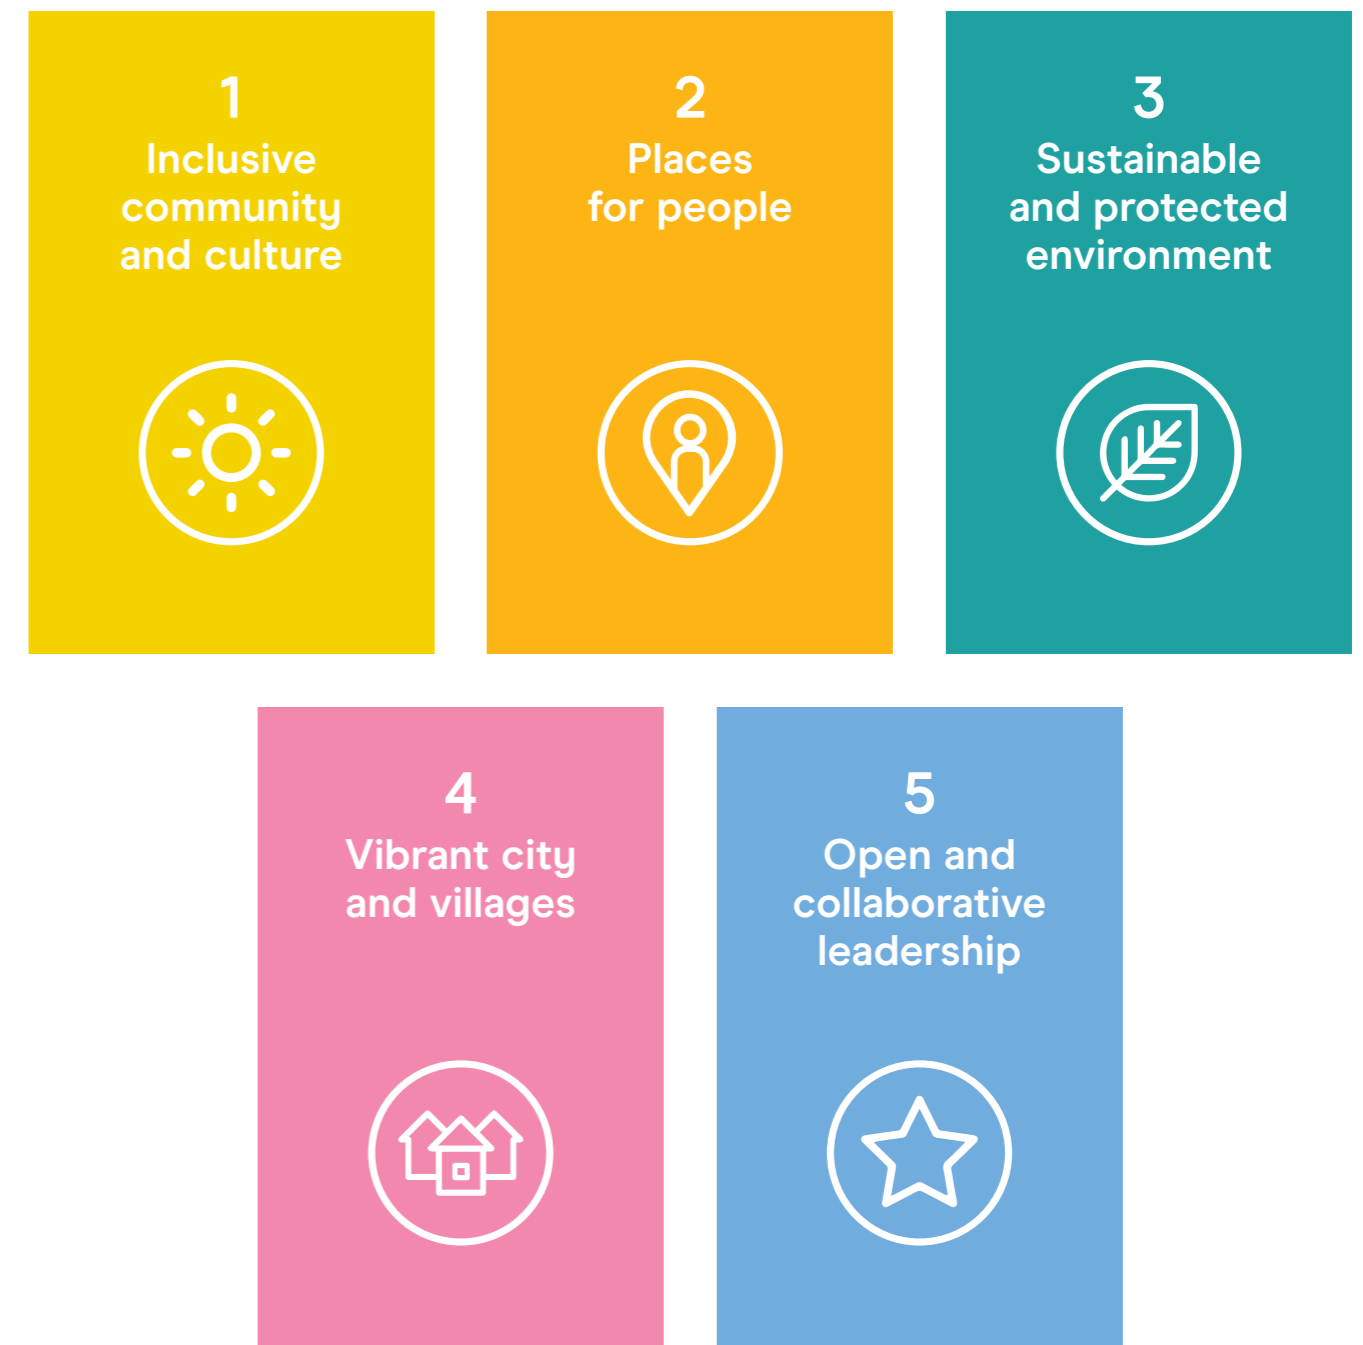 1
Inclusive
community
and culture
2
Places
for people
3
Sustainable
and protected
environment
4
Vibrant city
and villages
5
Open and
collaborative
leadership